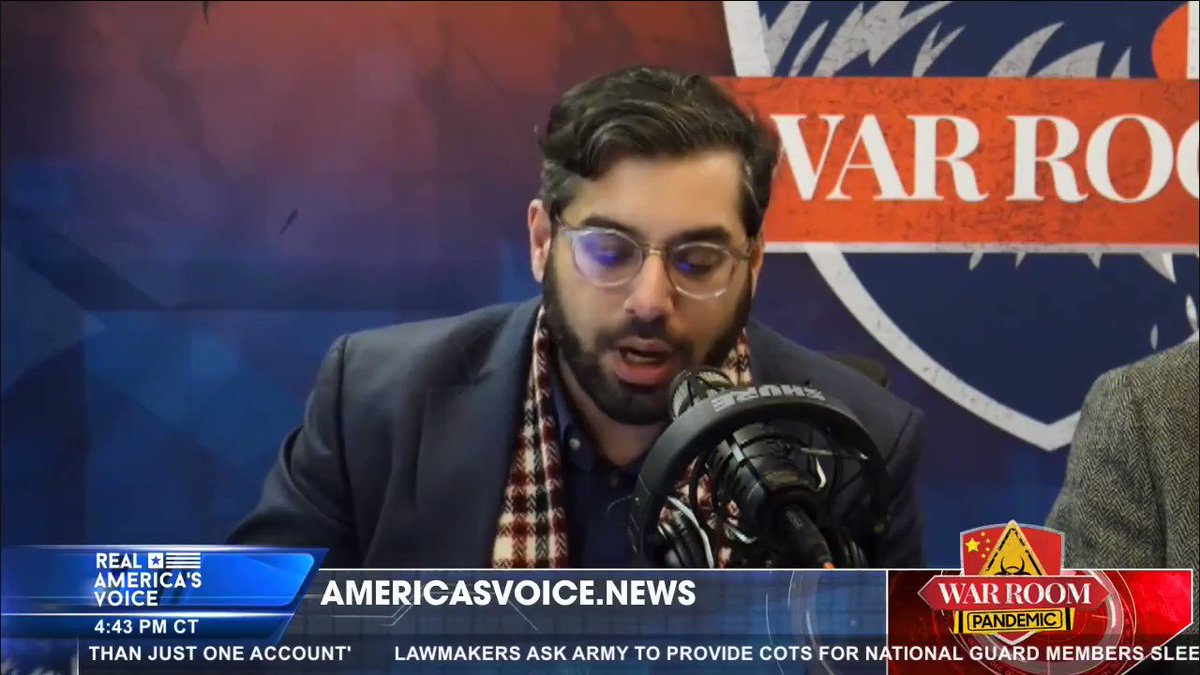 WAR ROO
SHURE
REAL
AMERICA'S
VOICE
4:43 PM CT
AMERICASVOICE.NEWS
WAR ROOM
PANDEMIC
THAN JUST ONE ACCOUNT' LAWMAKERS ASK ARMY TO PROVIDE COTS FOR NATIONAL GUARD MEMBERS SLEE